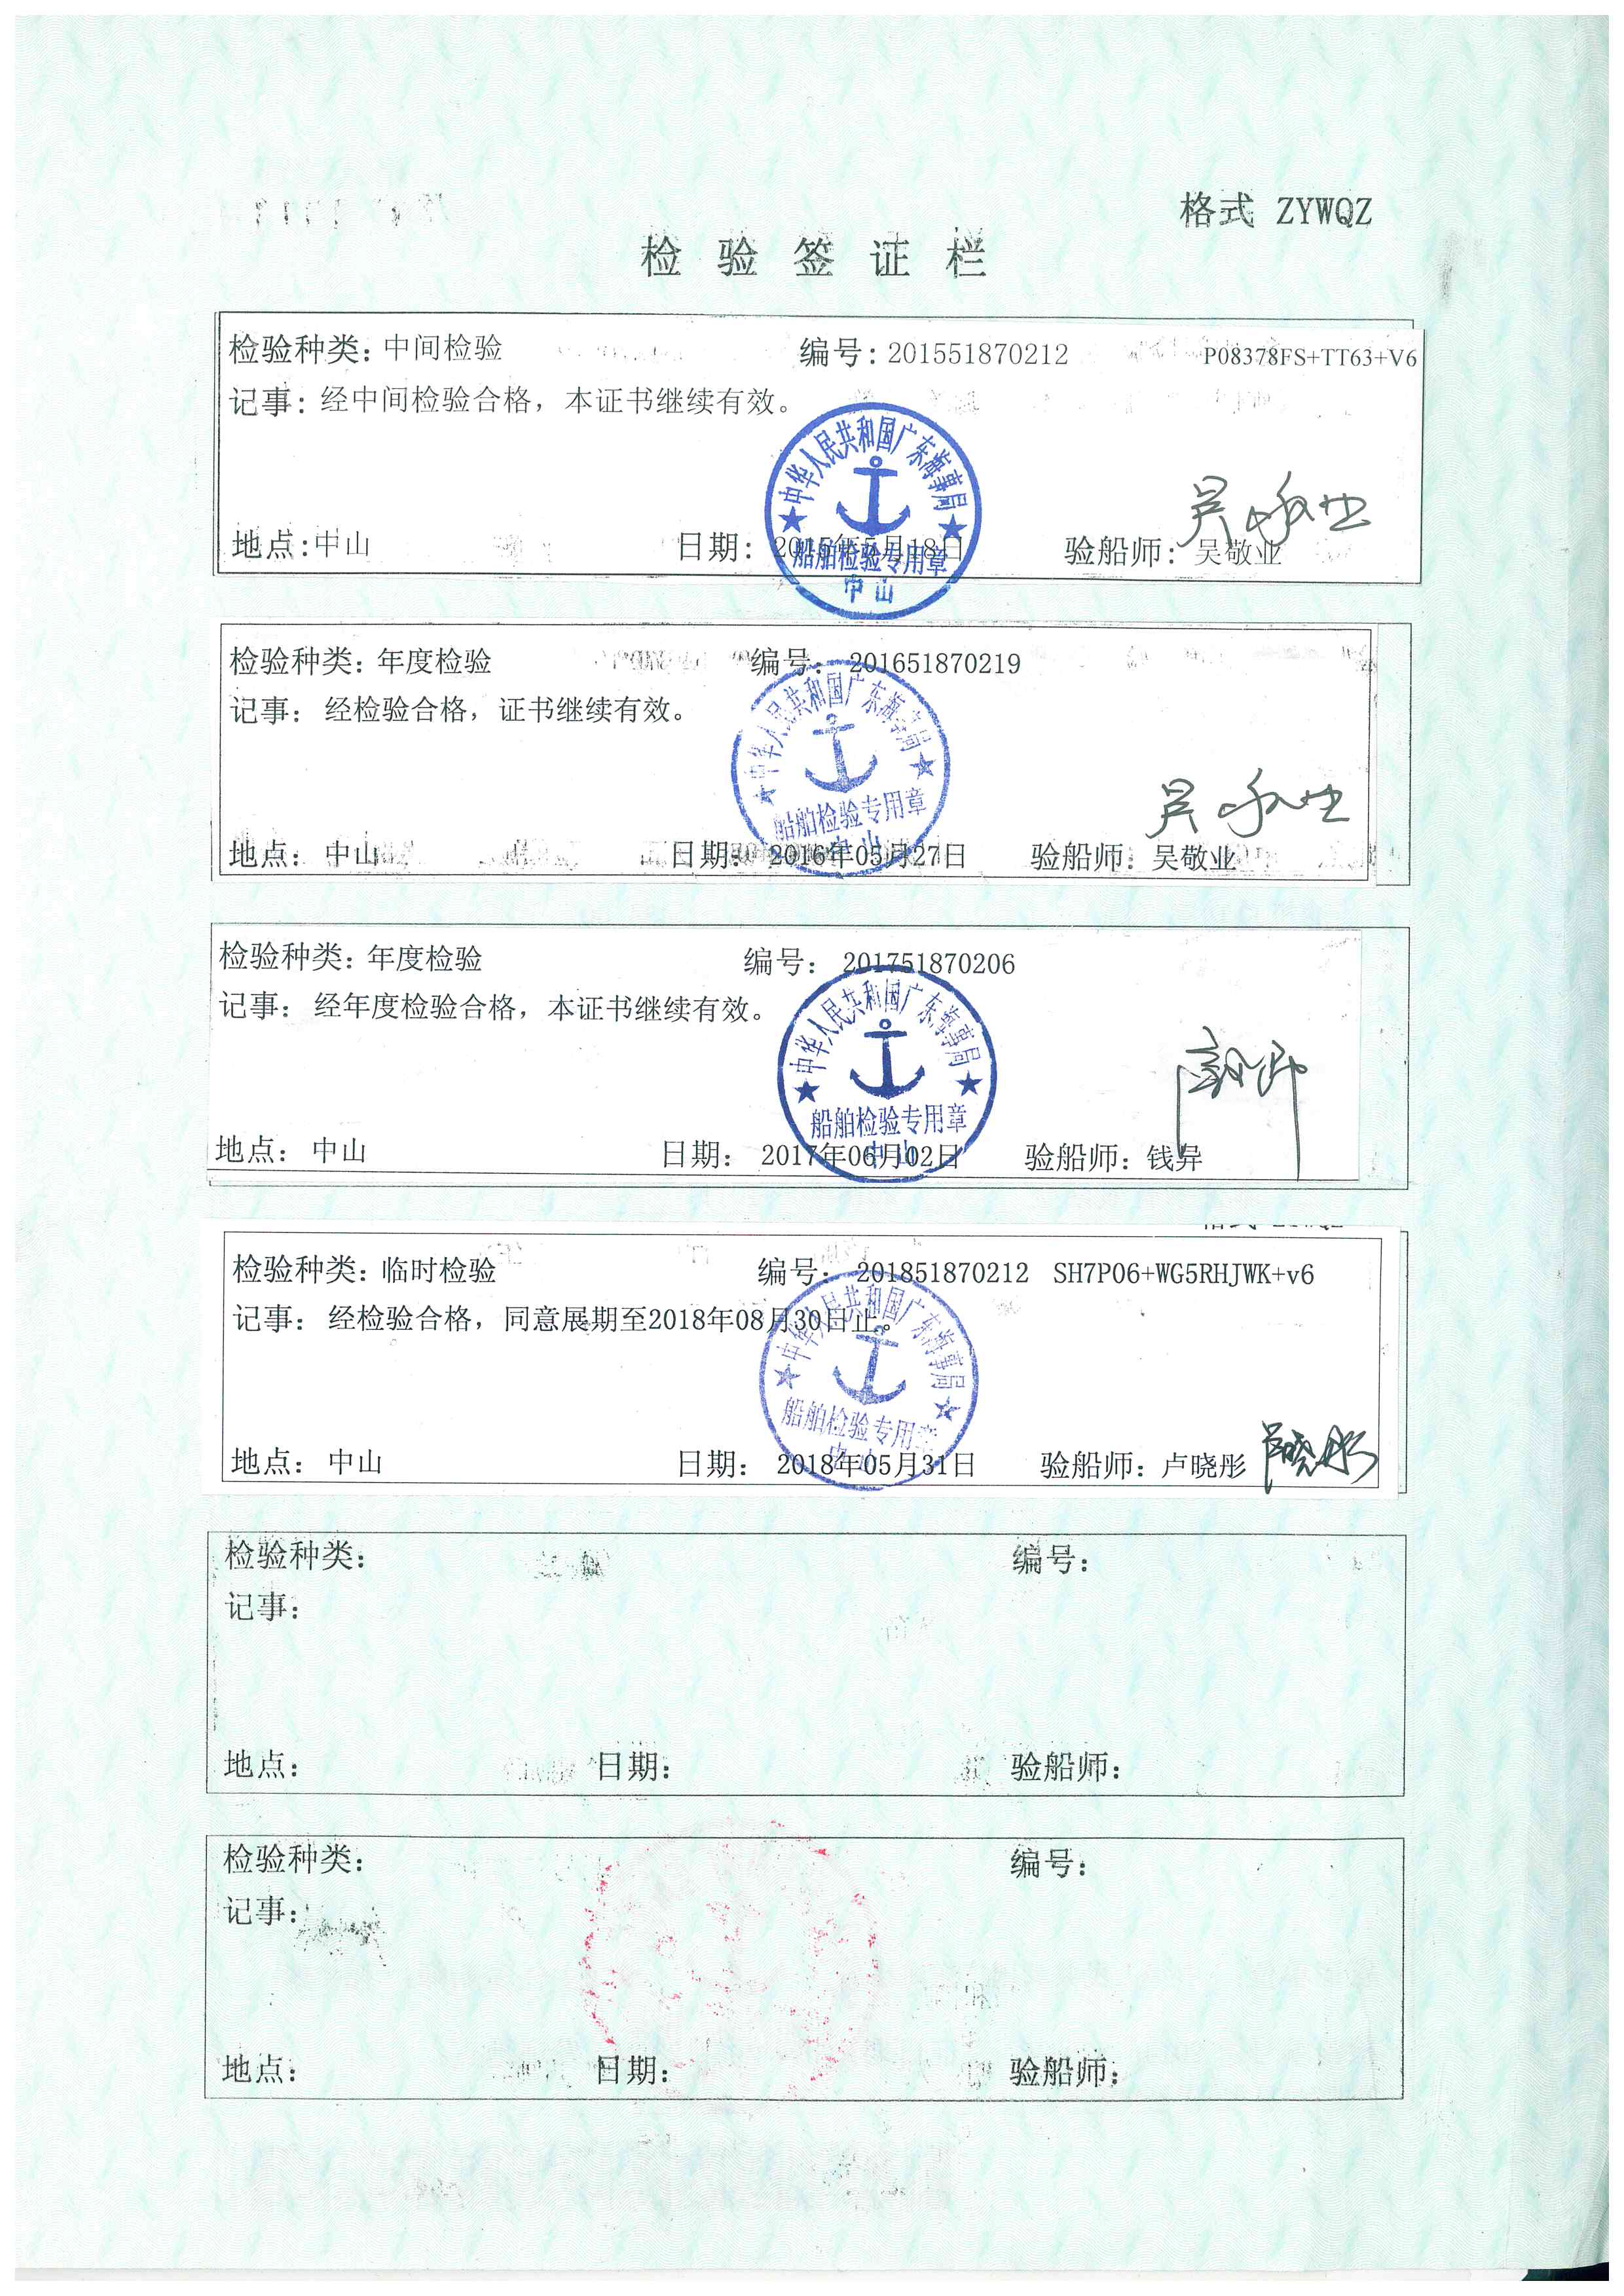 格式 ZYWQZ
检验签证栏
检验种类：中间检验 编号：201551870212 P08378FS+TT63+V6
记事：经中间检验合格，本证书继续有效。
中华人民共和国广东海事局
船舶检验专用章
中山
地点：中山 日期：2015年5月18日 验船师：吴敬业
检验种类：年度检验 编号：201651870219
记事：经检验合格，证书继续有效。
中华人民共和国广东海事局
船舶检验专用章
中山
地点：中山 日期：2016年05月27日 验船师：吴敬业
检验种类：年度检验 编号：201751870206
记事：经年度检验合格，本证书继续有效。
中华人民共和国广东海事局
船舶检验专用章
中山
地点：中山 日期：2017年06月02日 验船师：钱异
检验种类：临时检验 编号：201851870212 SH7P06+WG5RHJWK+v6
记事：经检验合格，同意展期至2018年08月30日止。
中华人民共和国广东海事局
船舶检验专用章
中山
地点：中山 日期：2018年05月31日 验船师：卢晓彤 卢晓彤
检验种类： 编号：
记事：
地点： 日期： 验船师：
检验种类： 编号：
记事：
地点： 日期： 验船师：